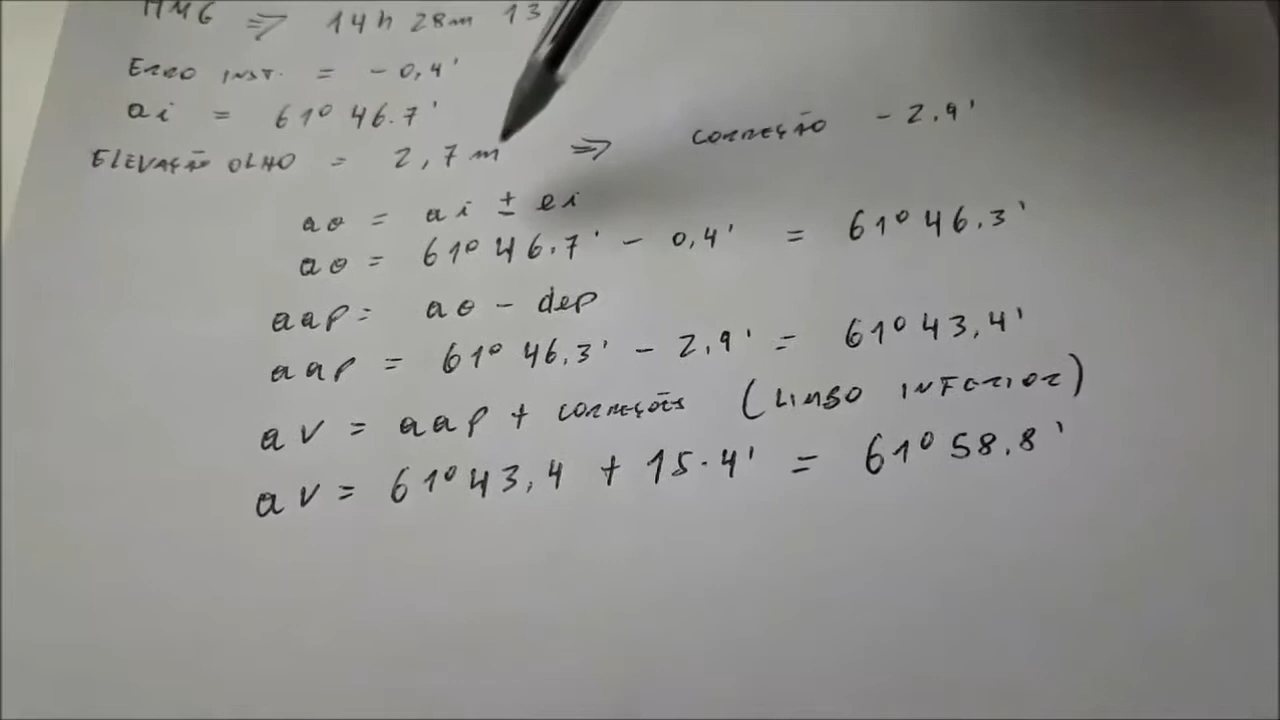 HMG ⇒ 14h 28m 13
ERRO INST. = - 0,4'
ai = 61° 46.7'
ELEVAÇÃO OLHO = 2,7 m ⇒ CORREÇÃO - 2.9'
ao = ai ± ei
ao = 61° 46.7' - 0,4' = 61° 46.3'
aap = ao - dep
aap = 61° 46,3' - 2,9' = 61° 43,4'
av = aap + CORREÇÕES (LIMBO INFERIOR)
av = 61° 43,4 + 15.4' = 61° 58.8'